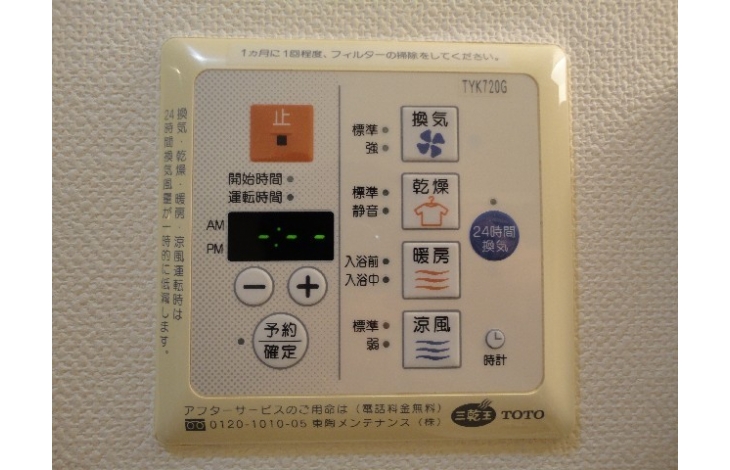 1ヵ月に1回程度、フィルターの掃除をしてください。
TYK720G
換気・乾燥・暖房・涼風運転時は
24時間換気風量が一時的に低減します。
止
開始時間
運転時間
AM
PM
-:--
−
+
予約
確定
標準
強
換気
標準
静音
乾燥
入浴前
入浴中
暖房
標準
弱
涼風
24時間
換気
時計
アフターサービスのご用命は(電話料金無料)
0120-1010-05 東陶メンテナンス(株)
三乾王
TOTO